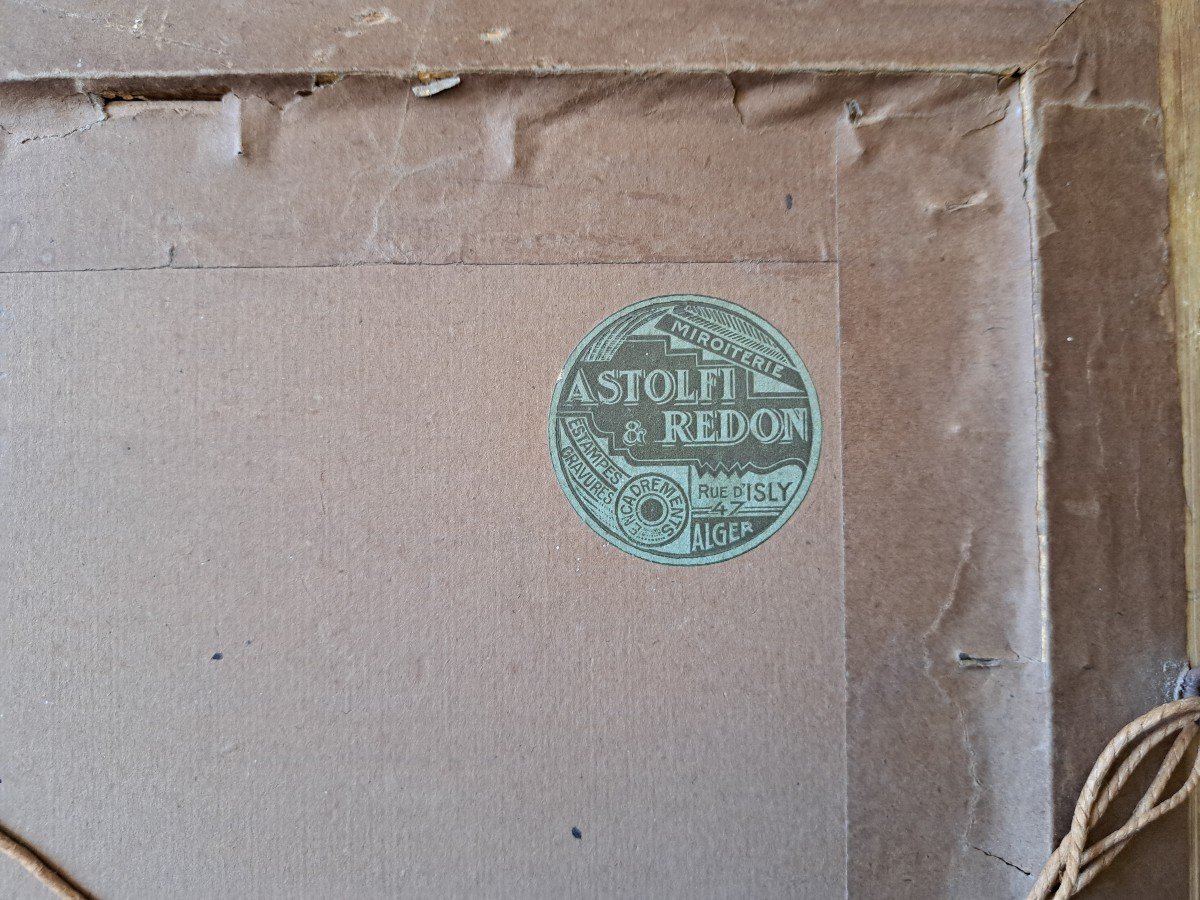 MIROITERIE
ASTOLFI
& REDON
ESTAMPES
GRAVURES
ENCADREMENTS
RUE D'ISLY
47
ALGER